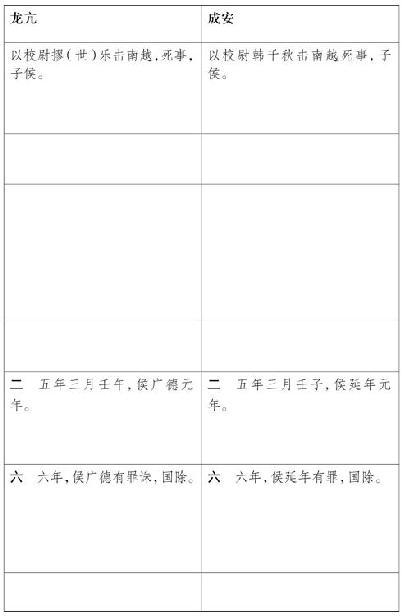 龙亢
成安
以校尉摎(世)乐击南越,死事,
子侯。
以校尉韩千秋击南越死事,子
侯。
二 五年三月壬午,侯广德元
年。
二 五年三月壬子,侯延年元
年。
六 六年,侯广德有罪诛,国除。
六 六年,侯延年有罪,国除。